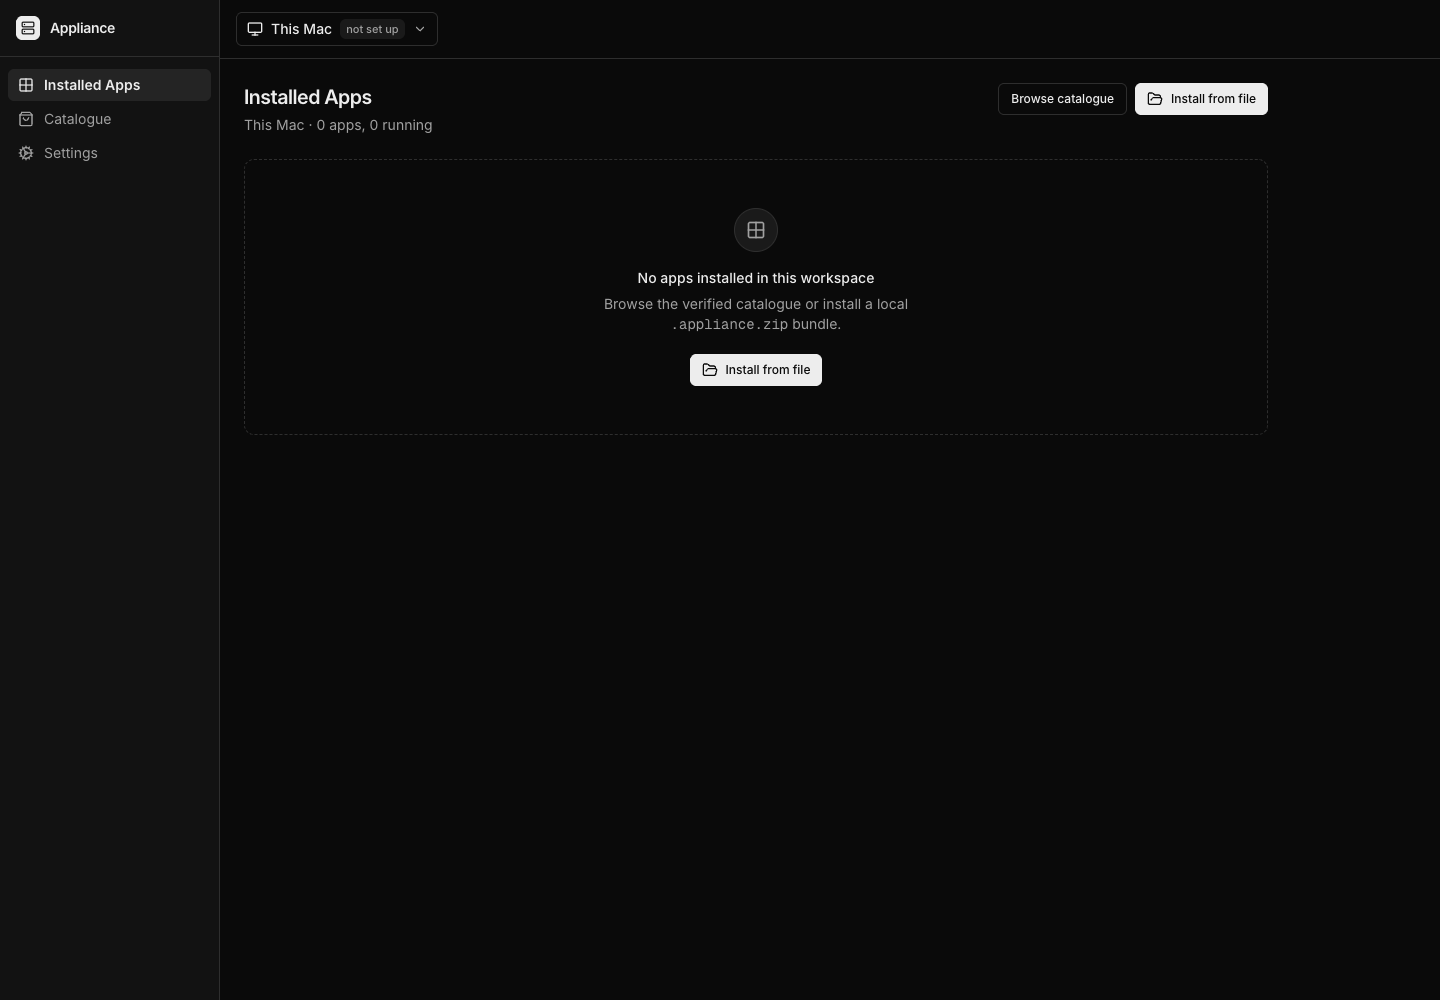 Appliance
This Mac not set up
Installed Apps
Catalogue
Settings
Installed Apps
This Mac · 0 apps, 0 running
Browse catalogue
Install from file
No apps installed in this workspace
Browse the verified catalogue or install a local
.appliance.zip bundle.
Install from file